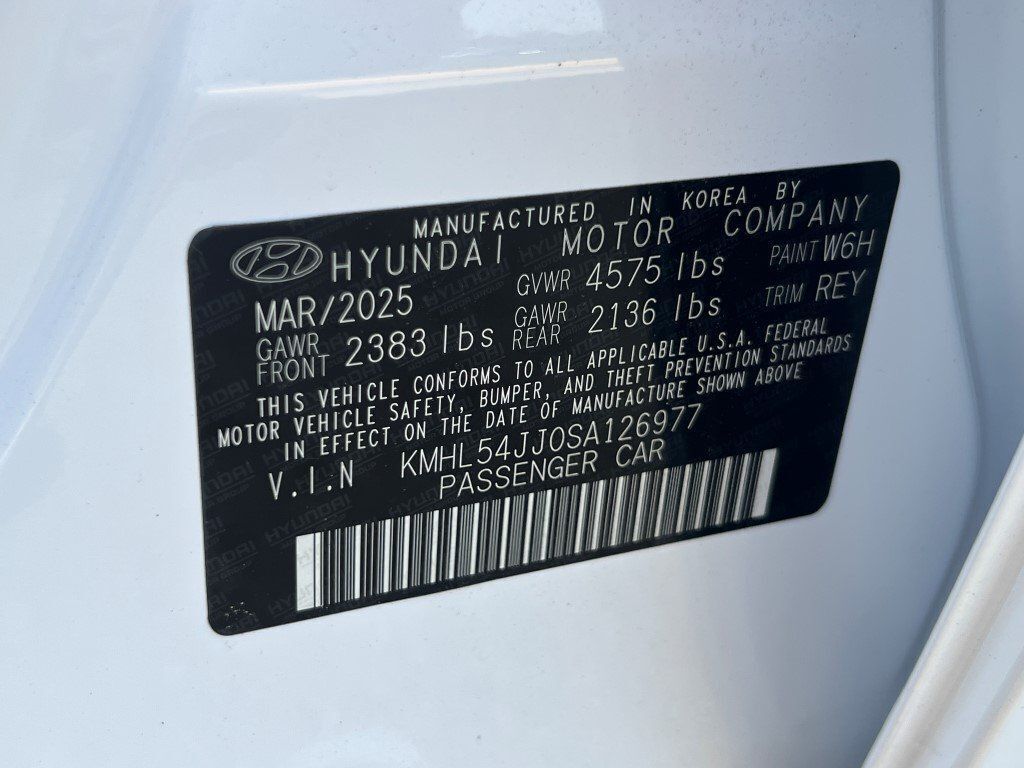 MANUFACTURED IN KOREA BY
HYUNDAI MOTOR COMPANY
MAR/2025 GVWR 4575 lbs PAINT W6H
GAWR FRONT 2383 lbs GAWR REAR 2136 lbs TRIM REY
THIS VEHICLE CONFORMS TO ALL APPLICABLE U.S.A. FEDERAL
MOTOR VEHICLE SAFETY, BUMPER, AND THEFT PREVENTION STANDARDS
IN EFFECT ON THE DATE OF MANUFACTURE SHOWN ABOVE
V.I.N KMHL54JJ0SA126977
PASSENGER CAR